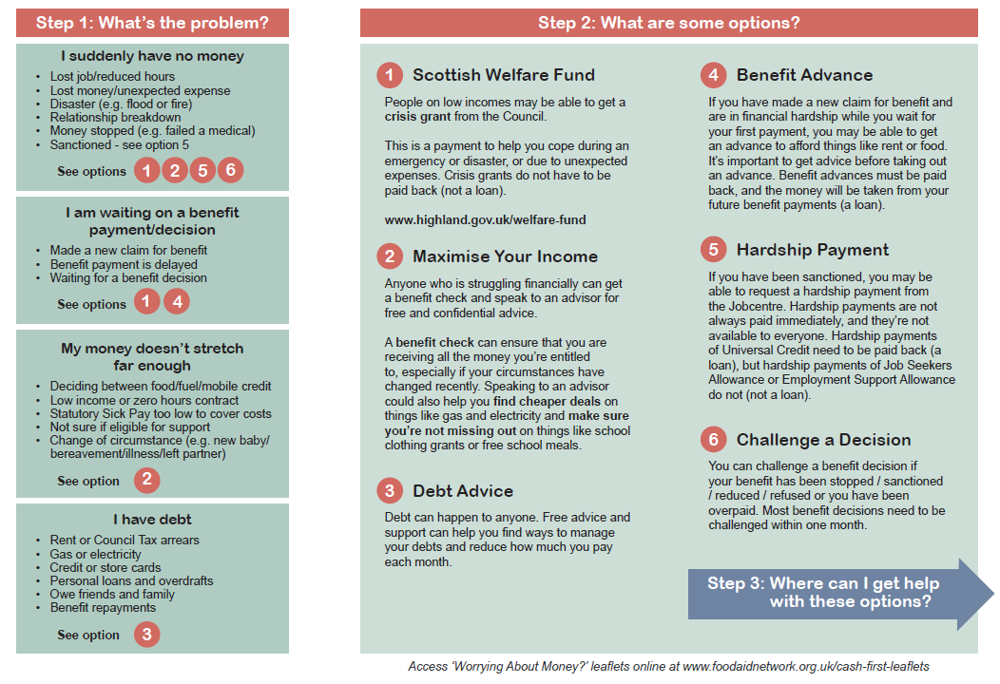 Step 1: What's the problem?
I suddenly have no money
• Lost job/reduced hours
• Lost money/unexpected expense
• Disaster (e.g. flood or fire)
• Relationship breakdown
• Money stopped (e.g. failed a medical)
• Sanctioned - see option 5
See options 1 2 5 6
I am waiting on a benefit
payment/decision
• Made a new claim for benefit
• Benefit payment is delayed
• Waiting for a benefit decision
See options 1 4
My money doesn't stretch
far enough
• Deciding between food/fuel/mobile credit
• Low income or zero hours contract
• Statutory Sick Pay too low to cover costs
• Not sure if eligible for support
• Change of circumstance (e.g. new baby/
bereavement/illness/left partner)
See option 2
I have debt
• Rent or Council Tax arrears
• Gas or electricity
• Credit or store cards
• Personal loans and overdrafts
• Owe friends and family
• Benefit repayments
See option 3
Step 2: What are some options?
1 Scottish Welfare Fund
People on low incomes may be able to get a
crisis grant from the Council.
This is a payment to help you cope during an
emergency or disaster, or due to unexpected
expenses. Crisis grants do not have to be
paid back (not a loan).
www.highland.gov.uk/welfare-fund
2 Maximise Your Income
Anyone who is struggling financially can get
a benefit check and speak to an advisor for
free and confidential advice.
A benefit check can ensure that you are
receiving all the money you're entitled
to, especially if your circumstances have
changed recently. Speaking to an advisor
could also help you find cheaper deals on
things like gas and electricity and make sure
you're not missing out on things like school
clothing grants or free school meals.
3 Debt Advice
Debt can happen to anyone. Free advice and
support can help you find ways to manage
your debts and reduce how much you pay
each month.
4 Benefit Advance
If you have made a new claim for benefit and
are in financial hardship while you wait for
your first payment, you may be able to get
an advance to afford things like rent or food.
It's important to get advice before taking out
an advance. Benefit advances must be paid
back, and the money will be taken from your
future benefit payments (a loan).
5 Hardship Payment
If you have been sanctioned, you may be
able to request a hardship payment from
the Jobcentre. Hardship payments are not
always paid immediately, and they're not
available to everyone. Hardship payments
of Universal Credit need to be paid back (a
loan), but hardship payments of Job Seekers
Allowance or Employment Support Allowance
do not (not a loan).
6 Challenge a Decision
You can challenge a benefit decision if
your benefit has been stopped / sanctioned
/ reduced / refused or you have been
overpaid. Most benefit decisions need to be
challenged within one month.
Step 3: Where can I get help
with these options?
Access 'Worrying About Money?' leaflets online at www.foodaidnetwork.org.uk/cash-first-leaflets